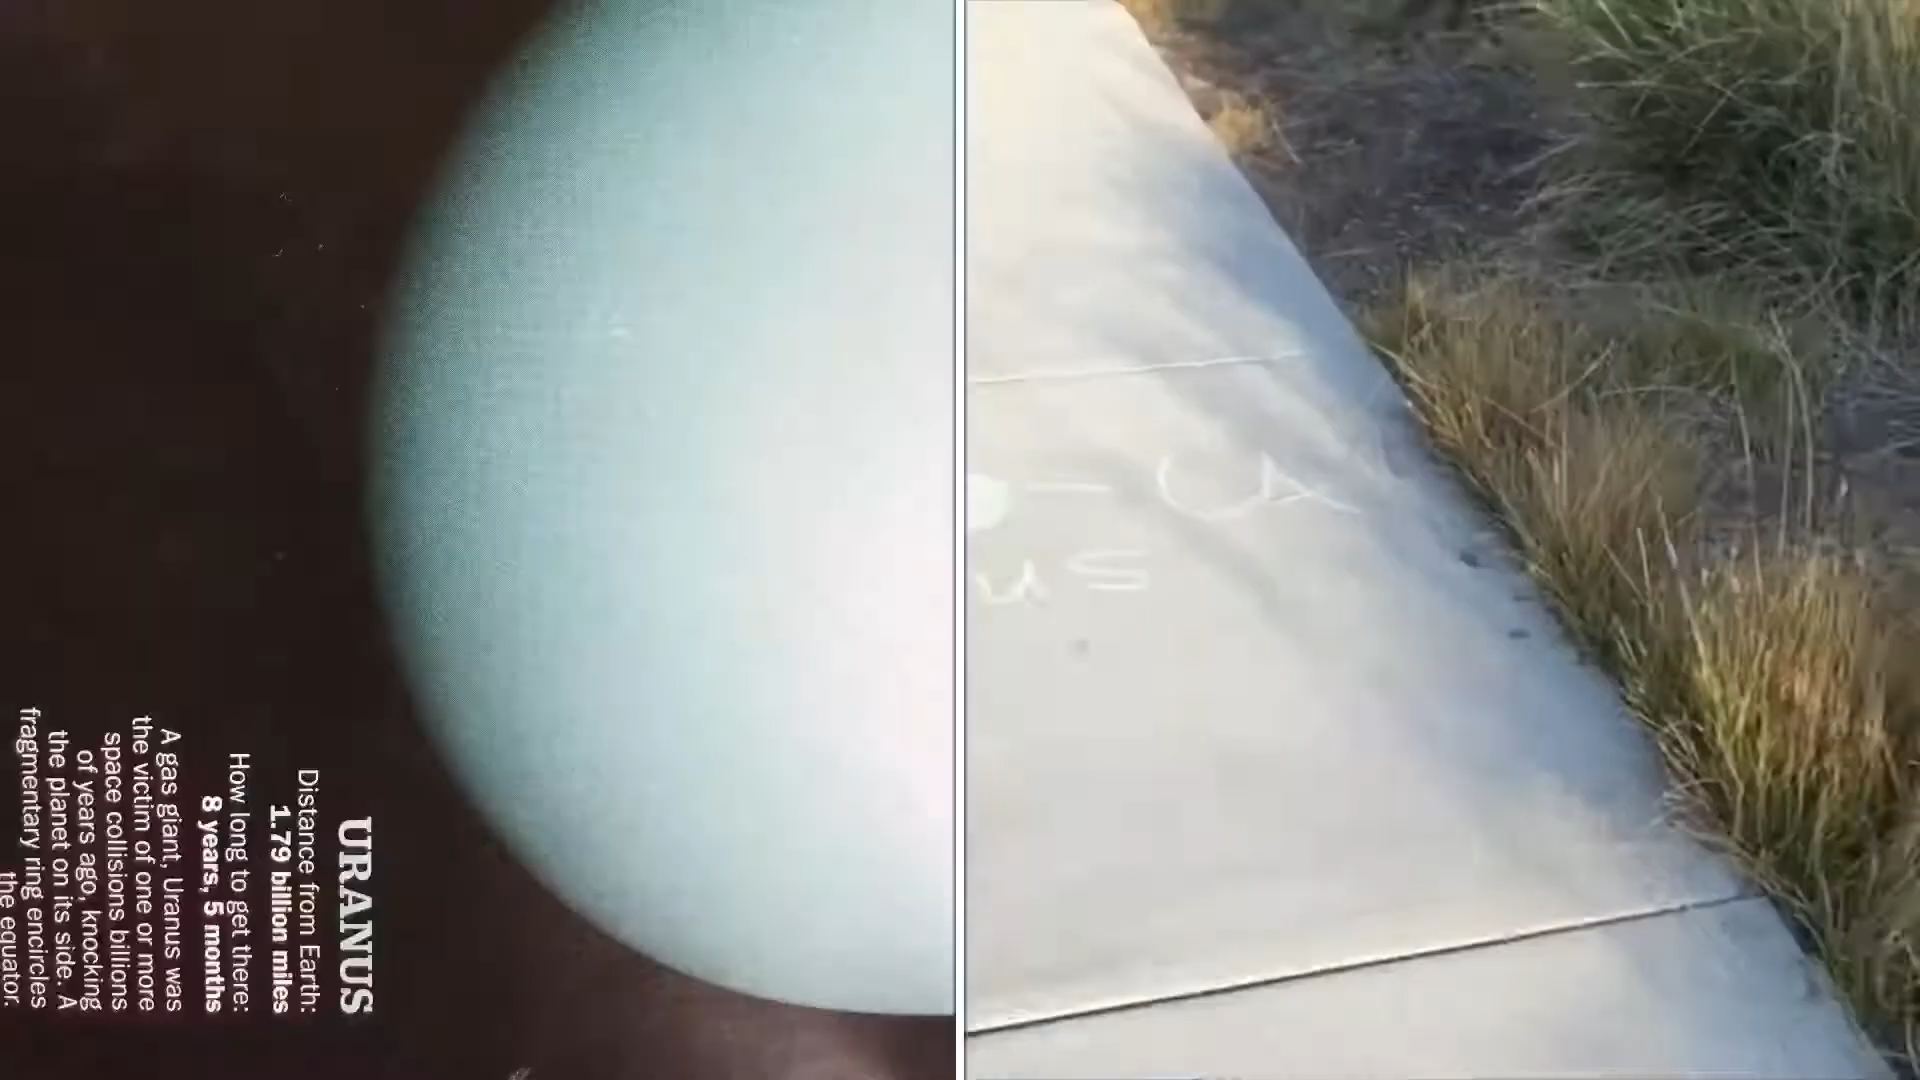 URANUS
Distance from Earth:
1.79 billion miles
How long to get there:
8 years, 5 months
A gas giant, Uranus was
the victim of one or more
space collisions billions
of years ago, knocking
the planet on its side. A
fragmentary ring encircles
the equator.
us